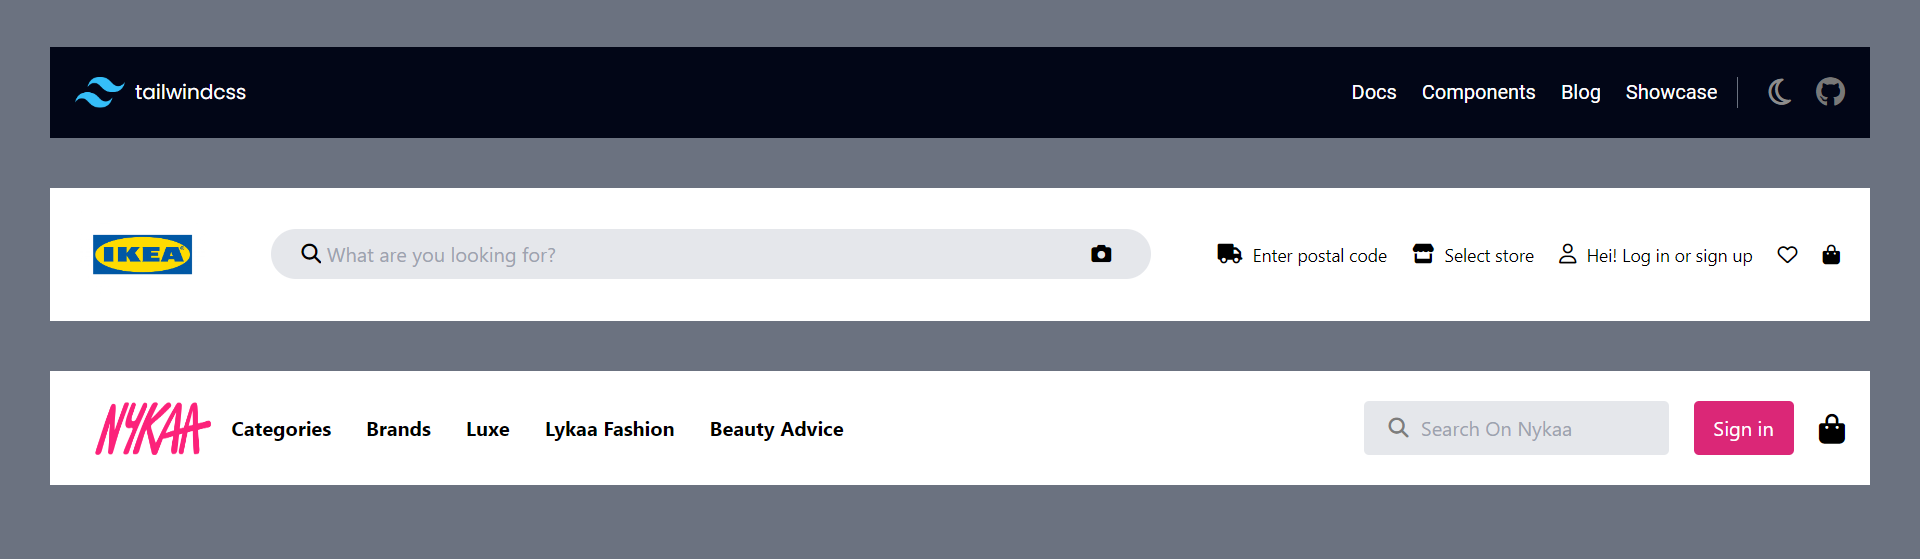 tailwindcss Docs Components Blog Showcase
IKEA What are you looking for? Enter postal code Select store Hei! Log in or sign up
NYKAA Categories Brands Luxe Lykaa Fashion Beauty Advice Search On Nykaa Sign in